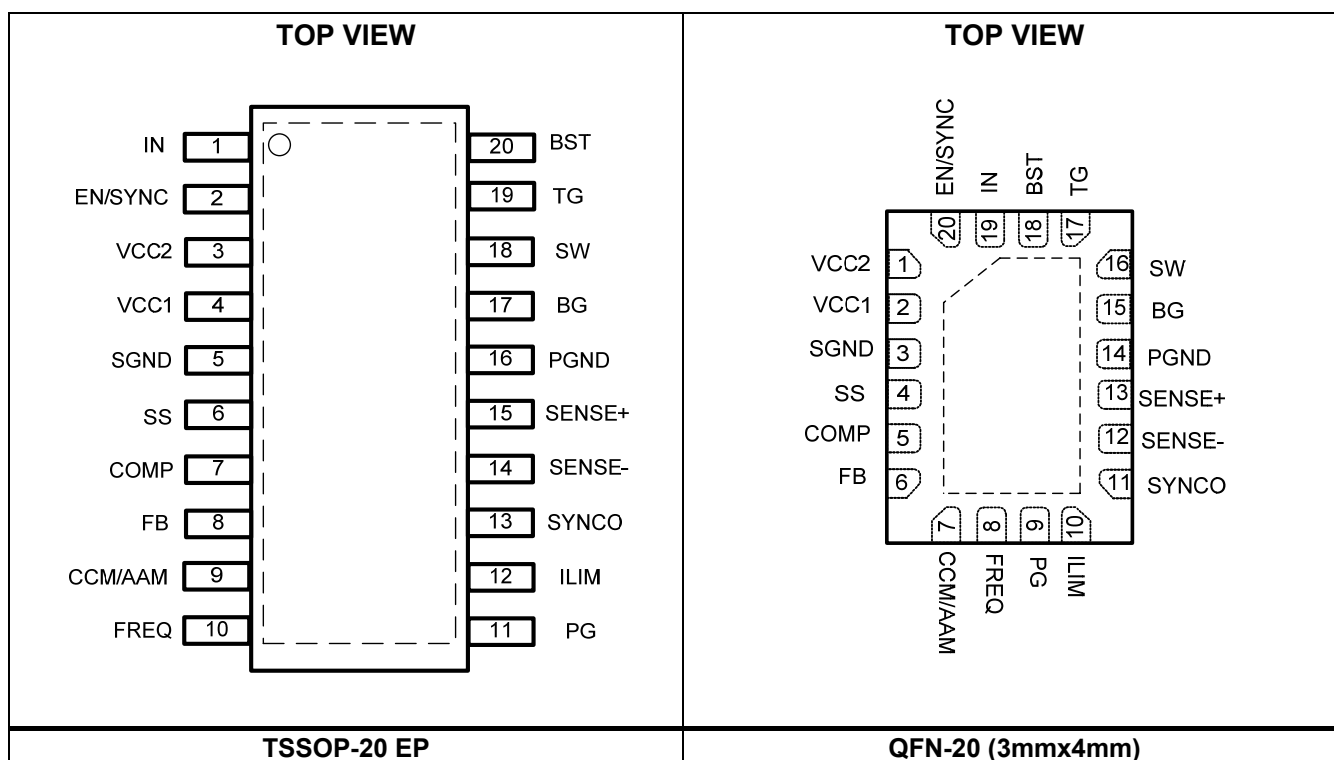 TOP VIEW
IN 1
EN/SYNC 2
VCC2 3
VCC1 4
SGND 5
SS 6
COMP 7
FB 8
CCM/AAM 9
FREQ 10
20 BST
19 TG
18 SW
17 BG
16 PGND
15 SENSE+
14 SENSE-
13 SYNCO
12 ILIM
11 PG
TSSOP-20 EP
TOP VIEW
EN/SYNC 20
IN 19
BST 18
TG 17
VCC2 1
VCC1 2
SGND 3
SS 4
COMP 5
FB 6
16 SW
15 BG
14 PGND
13 SENSE+
12 SENSE-
11 SYNCO
7 CCM/AAM
8 FREQ
9 PG
10 ILIM
QFN-20 (3mmx4mm)